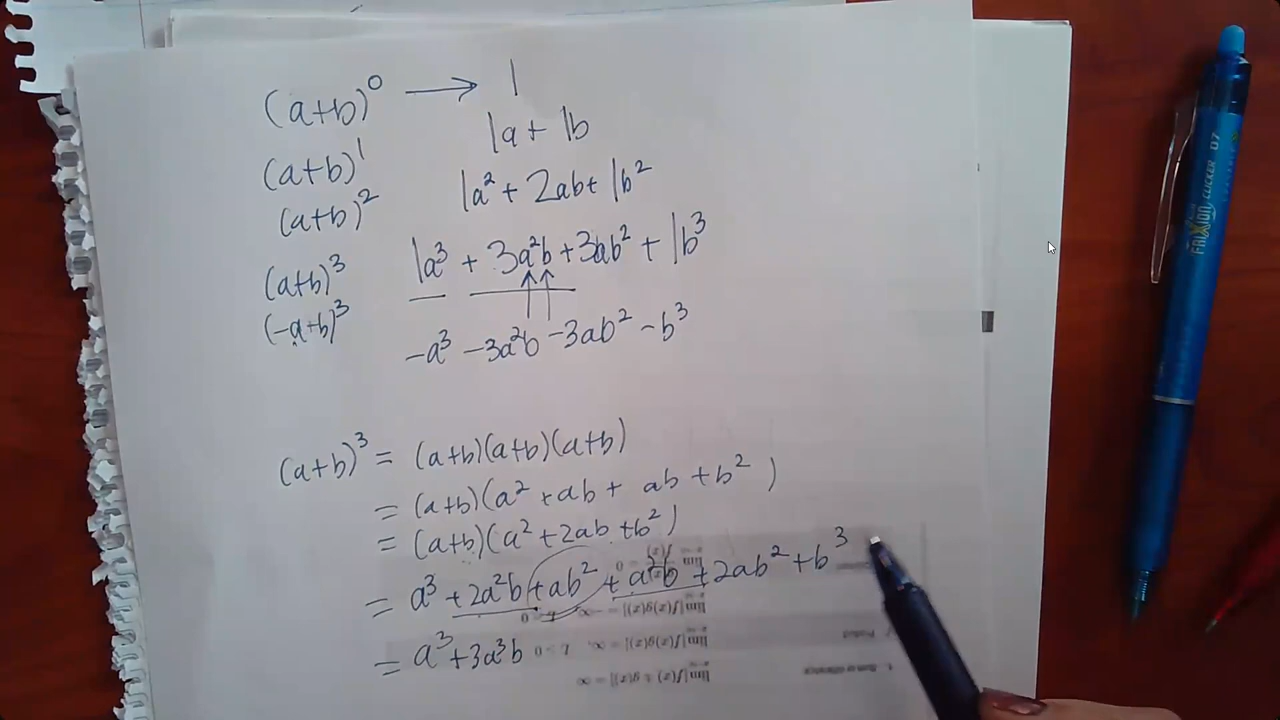 (a+b)⁰ → 1
(a+b)¹ 1a + 1b
(a+b)² 1a² + 2ab + 1b²
(a+b)³ 1a³ + 3a²b + 3ab² + 1b³
(-a+b)³ -a³ -3a²b -3ab² -b³
(a+b)³ = (a+b)(a+b)(a+b)
= (a+b)(a² + ab + ab + b²)
= (a+b)(a² + 2ab + b²)
= a³ + 2a²b + ab² + a²b + 2ab² + b³
= a³ + 3a³b
FRIXION CLICKER 07